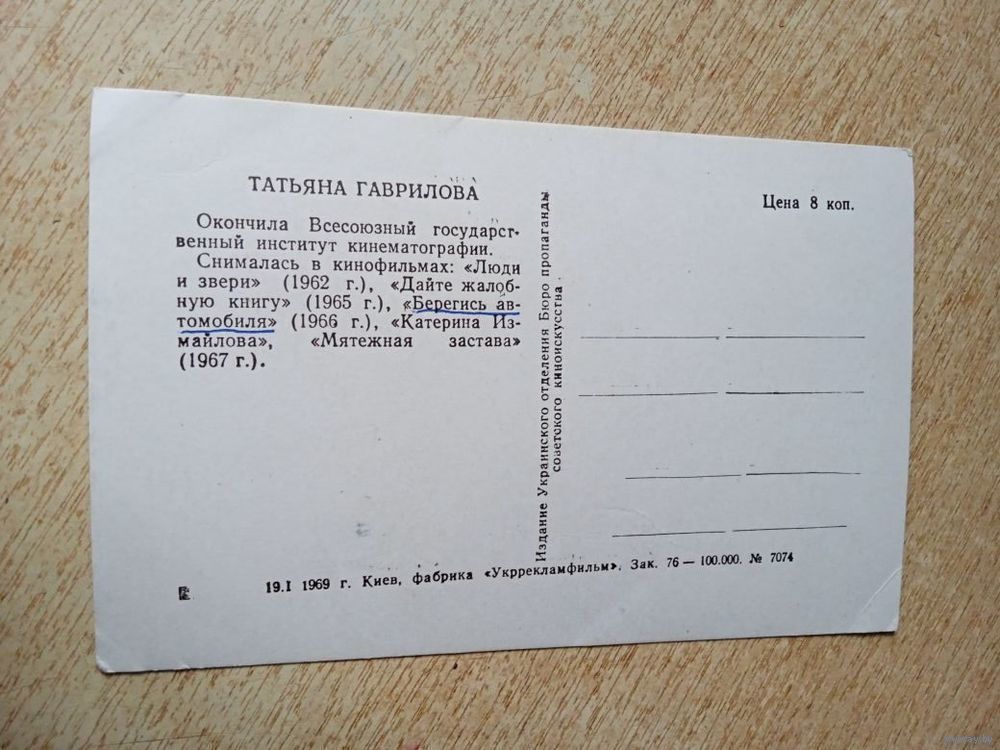 ТАТЬЯНА ГАВРИЛОВА
Окончила Всесоюзный государст-
венный институт кинематографии.
Снималась в кинофильмах: «Люди
и звери» (1962 г.), «Дайте жалоб-
ную книгу» (1965 г.), «Берегись ав-
томобиля» (1966 г.), «Катерина Из-
майлова», «Мятежная застава»
(1967 г.).
Издание Украинского отделения Бюро пропаганды
советского киноискусства.
Цена 8 коп.
19.I 1969 г. Киев, фабрика «Укррекламфильм». Зак. 76 — 100.000. № 7074